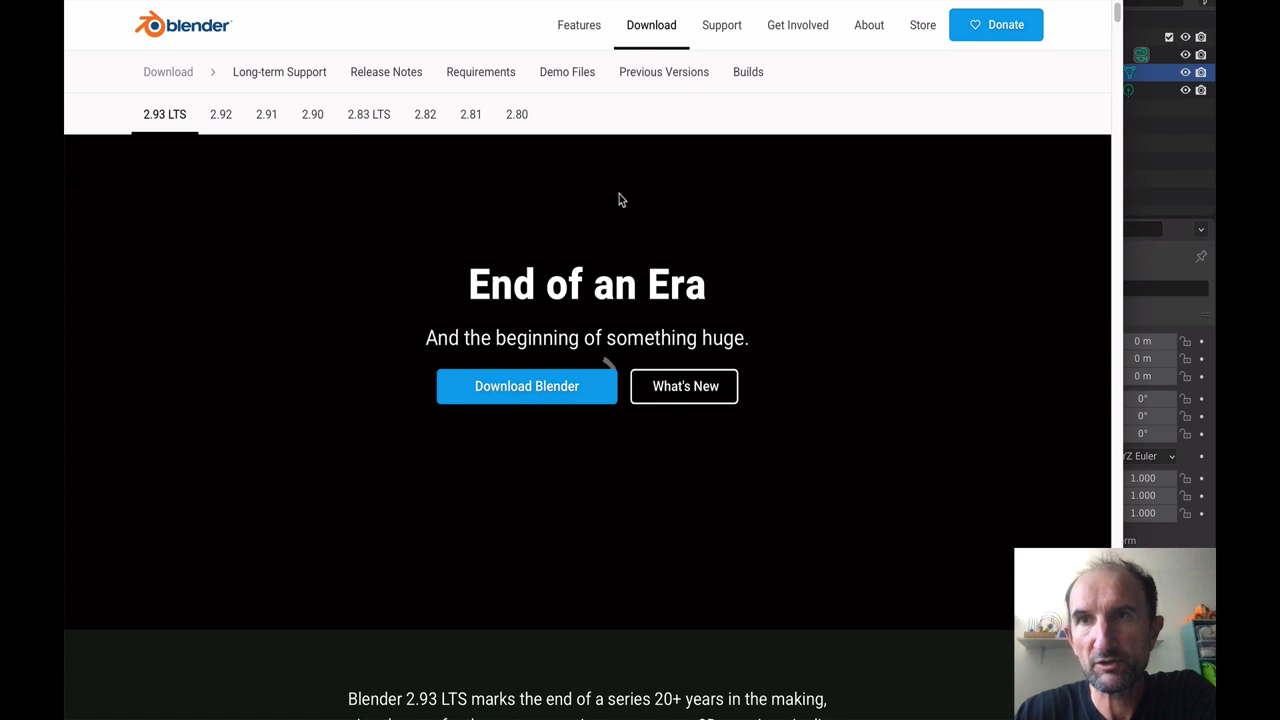 blender
Features Download Support Get Involved About Store Donate
Download Long-term Support Release Notes Requirements Demo Files Previous Versions Builds
2.93 LTS 2.92 2.91 2.90 2.83 LTS 2.82 2.81 2.80
End of an Era
And the beginning of something huge.
Download Blender What's New
0 m
0 m
0 m
0°
0°
0°
YZ Euler
1.000
1.000
1.000
Blender 2.93 LTS marks the end of a series 20+ years in the making,